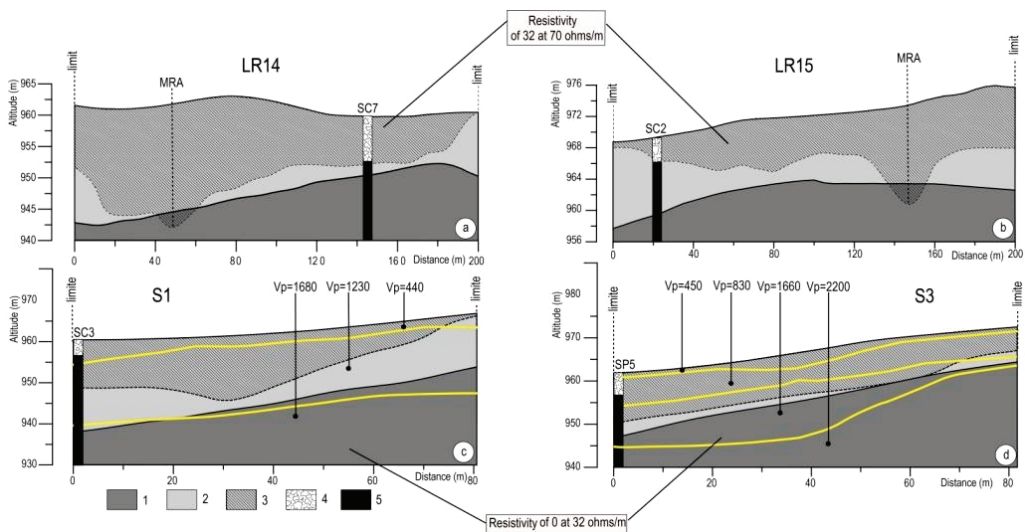 Resistivity
of 32 at 70 ohms/m
limit
LR14
MRA
limit
Altitude (m)
965
960
955
950
945
940
SC7
a
0
40
80
120
160
Distance (m)
200
limit
LR15
MRA
limit
Altitude (m)
976
972
968
964
960
956
SC2
b
0
40
80
120
160
Distance (m)
200
limite
S1
Vp=1680
Vp=1230
Vp=440
limite
Altitude (m)
970
960
950
940
930
SC3
c
0
20
40
60
Distance (m)
80
limite
Vp=450
Vp=830
Vp=1660
Vp=2200
S3
limite
Altitude (m)
980
970
960
950
940
SP5
d
0
20
40
60
Distance (m)
80
1
2
3
4
5
Resistivity of 0 at 32 ohms/m